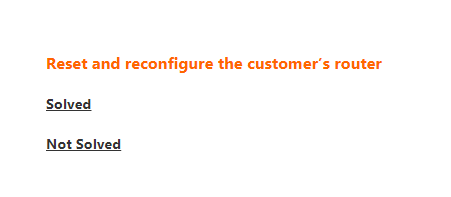 Reset and reconfigure the customer's router
Solved
Not Solved